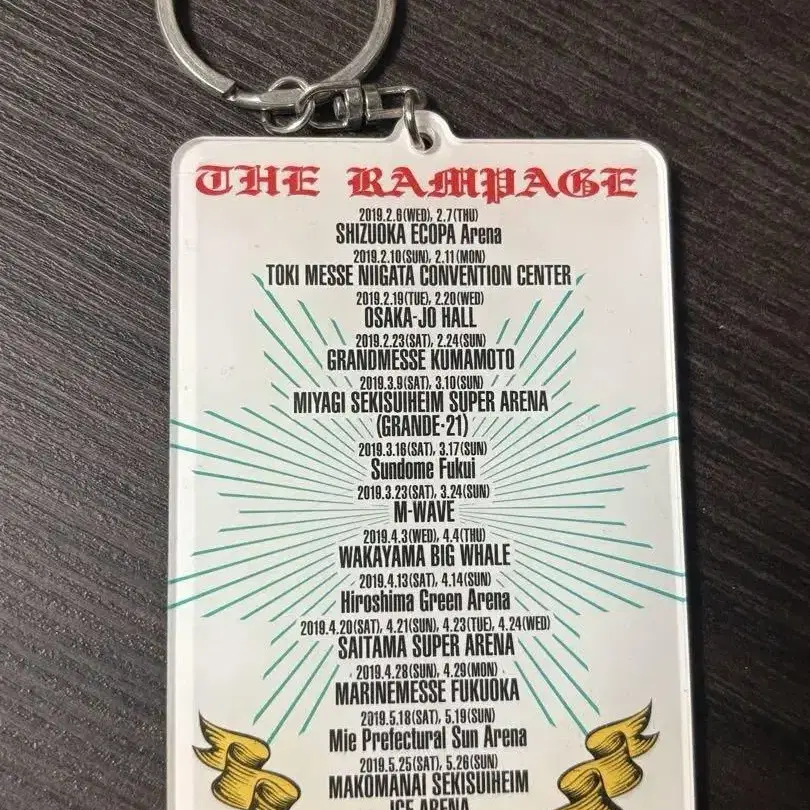 THE RAMPAGE
2019.2.6(WED), 2.7(THU)
SHIZUOKA ECOPA Arena
2019.2.10(SUN), 2.11(MON)
TOKI MESSE NIIGATA CONVENTION CENTER
2019.2.19(TUE), 2.20(WED)
OSAKA-JO HALL
2019.2.23(SAT), 2.24(SUN)
GRANDMESSE KUMAMOTO
2019.3.9(SAT), 3.10(SUN)
MIYAGI SEKISUIHEIM SUPER ARENA
(GRANDE·21)
2019.3.16(SAT), 3.17(SUN)
Sundome Fukui
2019.3.23(SAT), 3.24(SUN)
M-WAVE
2019.4.3(WED), 4.4(THU)
WAKAYAMA BIG WHALE
2019.4.13(SAT), 4.14(SUN)
Hiroshima Green Arena
2019.4.20(SAT), 4.21(SUN), 4.23(TUE), 4.24(WED)
SAITAMA SUPER ARENA
2019.4.28(SUN), 4.29(MON)
MARINEMESSE FUKUOKA
2019.5.18(SAT), 5.19(SUN)
Mie Prefectural Sun Arena
2019.5.25(SAT), 5.26(SUN)
MAKOMANAI SEKISUIHEIM
ICE ARENA